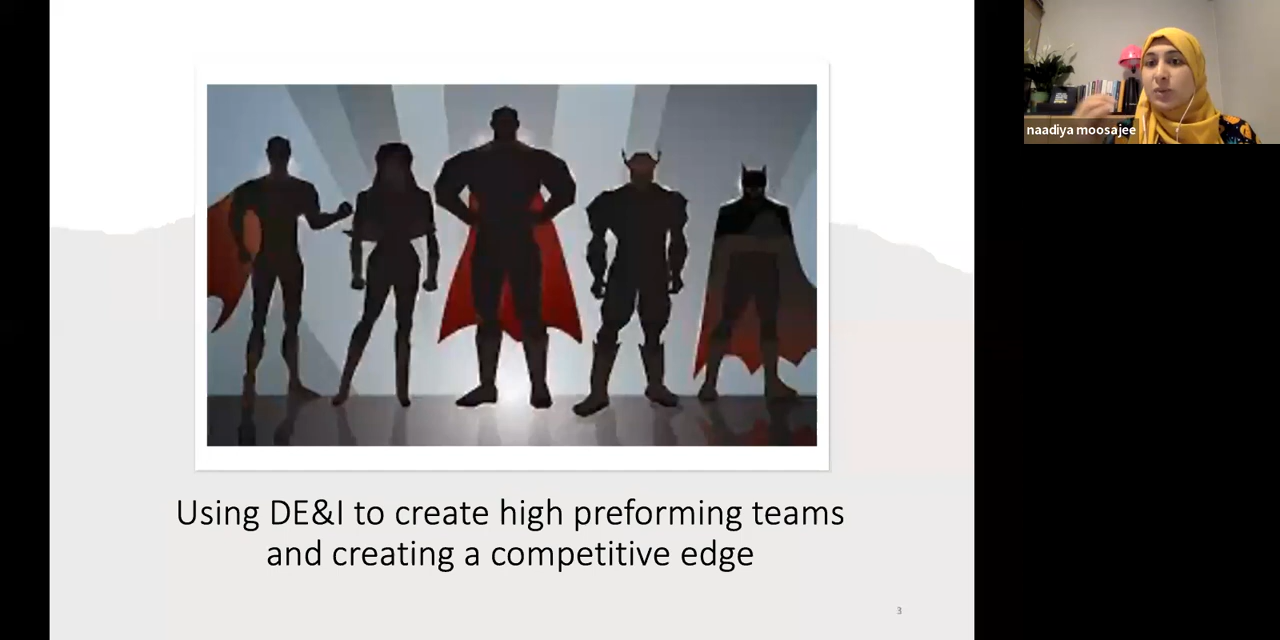 naadiya moosajee
Using DE&I to create high preforming teams
and creating a competitive edge
3